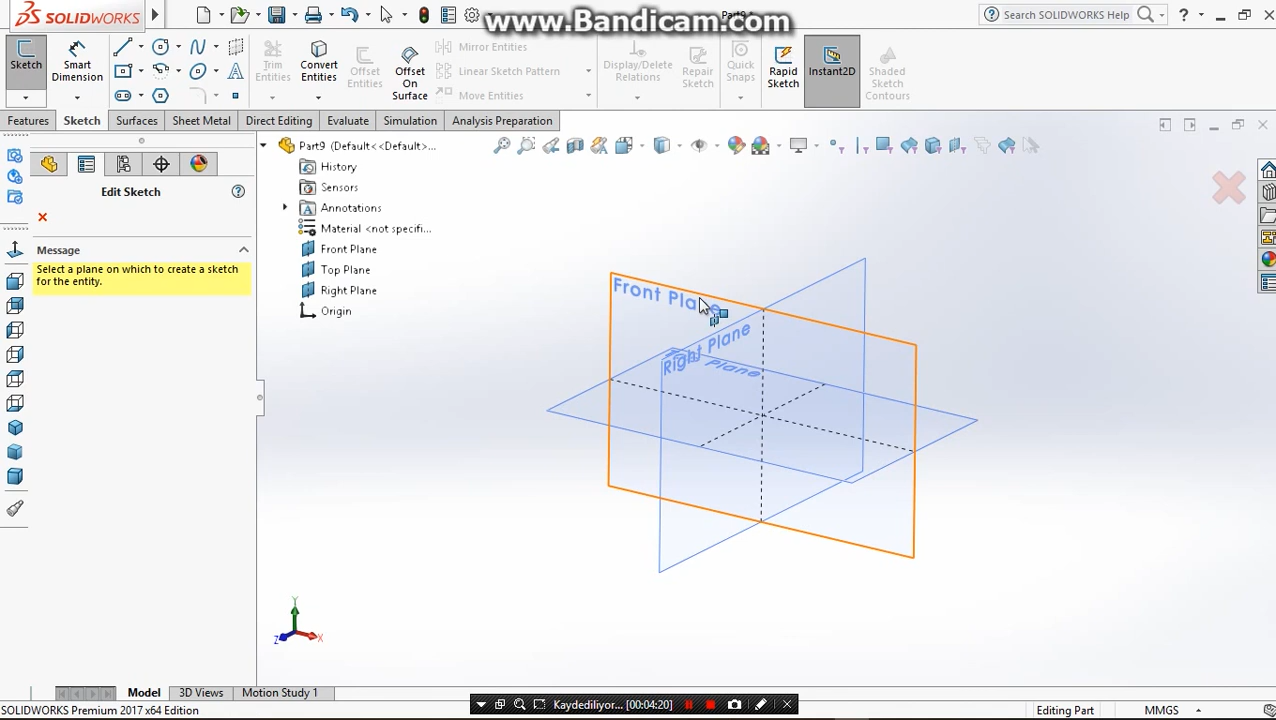 SOLIDWORKS
www.Bandicam.com
Search SOLIDWORKS Help
Sketch
Smart Dimension
Trim Entities
Convert Entities
Offset Entities
Offset On Surface
Mirror Entities
Linear Sketch Pattern
Move Entities
Display/Delete Relations
Repair Sketch
Quick Snaps
Rapid Sketch
Instant2D
Shaded Sketch Contours
Features
Sketch
Surfaces
Sheet Metal
Direct Editing
Evaluate
Simulation
Analysis Preparation
Edit Sketch
Message
Select a plane on which to create a sketch
for the entity.
Part9 (Default<<Default>...
History
Sensors
Annotations
Material <not specifi...
Front Plane
Top Plane
Right Plane
Origin
Front Plane
Right Plane
Plane
Y
Z
X
Model
3D Views
Motion Study 1
Kaydediliyor... [00:04:20]
SOLIDWORKS Premium 2017 x64 Edition
Editing Part
MMGS